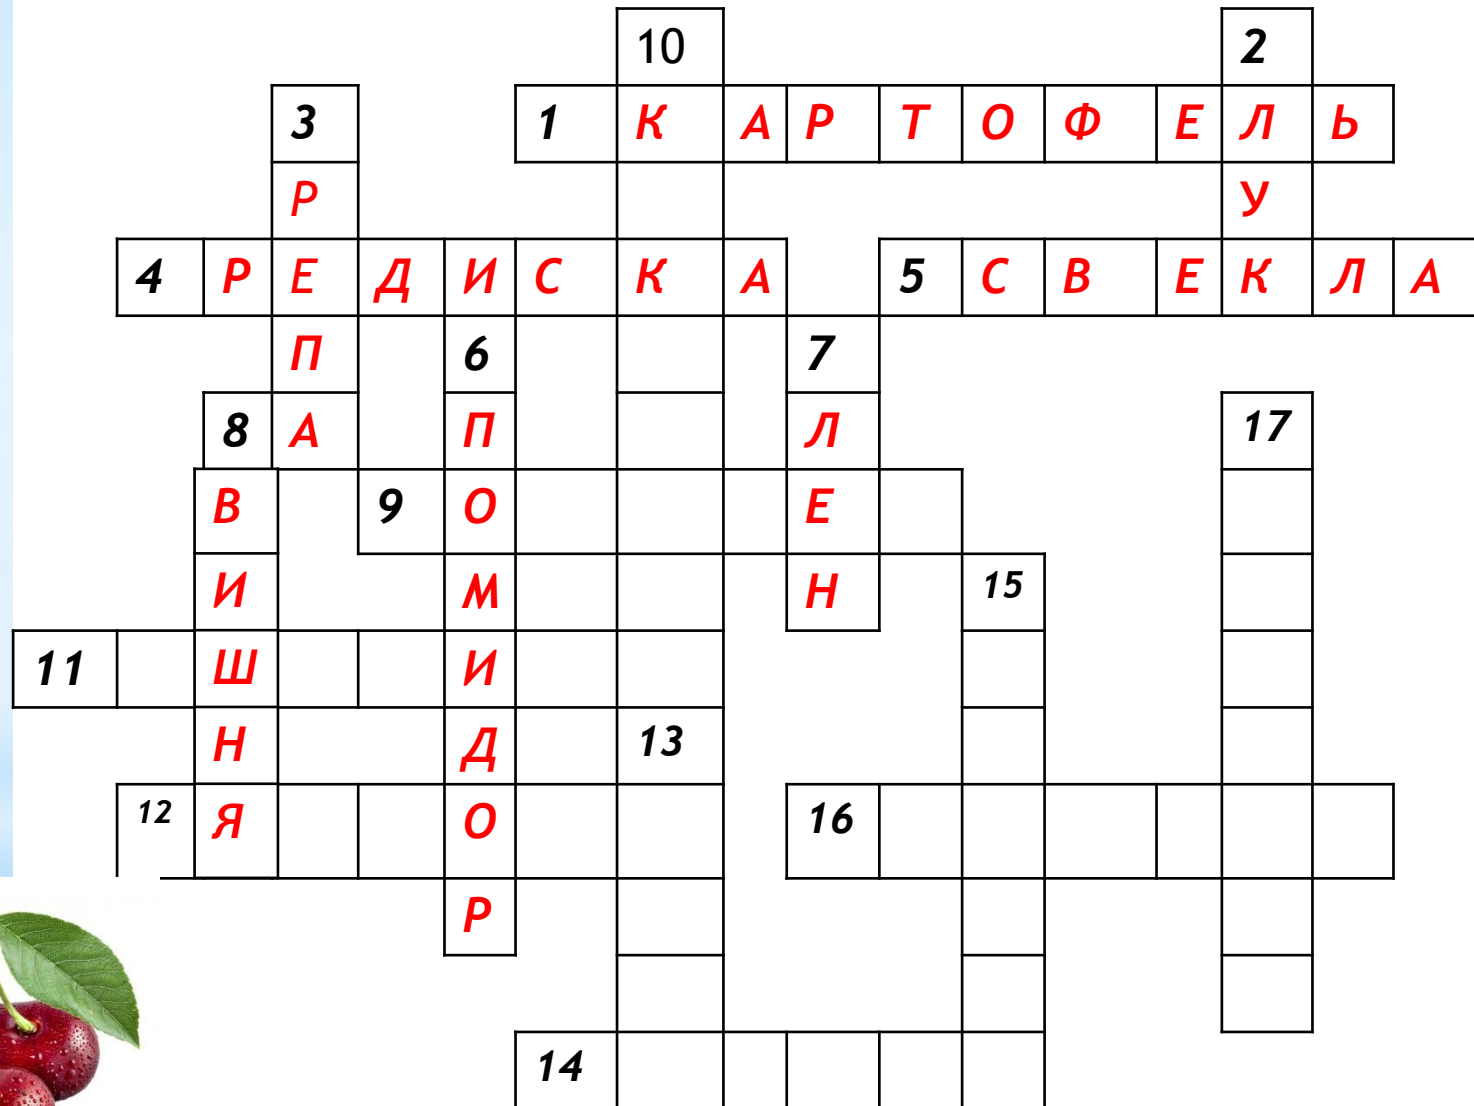 10 2
3 1 К А Р Т О Ф Е Л Ь
Р У
4 Р Е Д И С К А 5 С В Е К Л А
П 6 7
8 А П Л 17
В 9 О Е
И М Н 15
11 Ш И
Н Д 13
12 Я О 16
Р
14